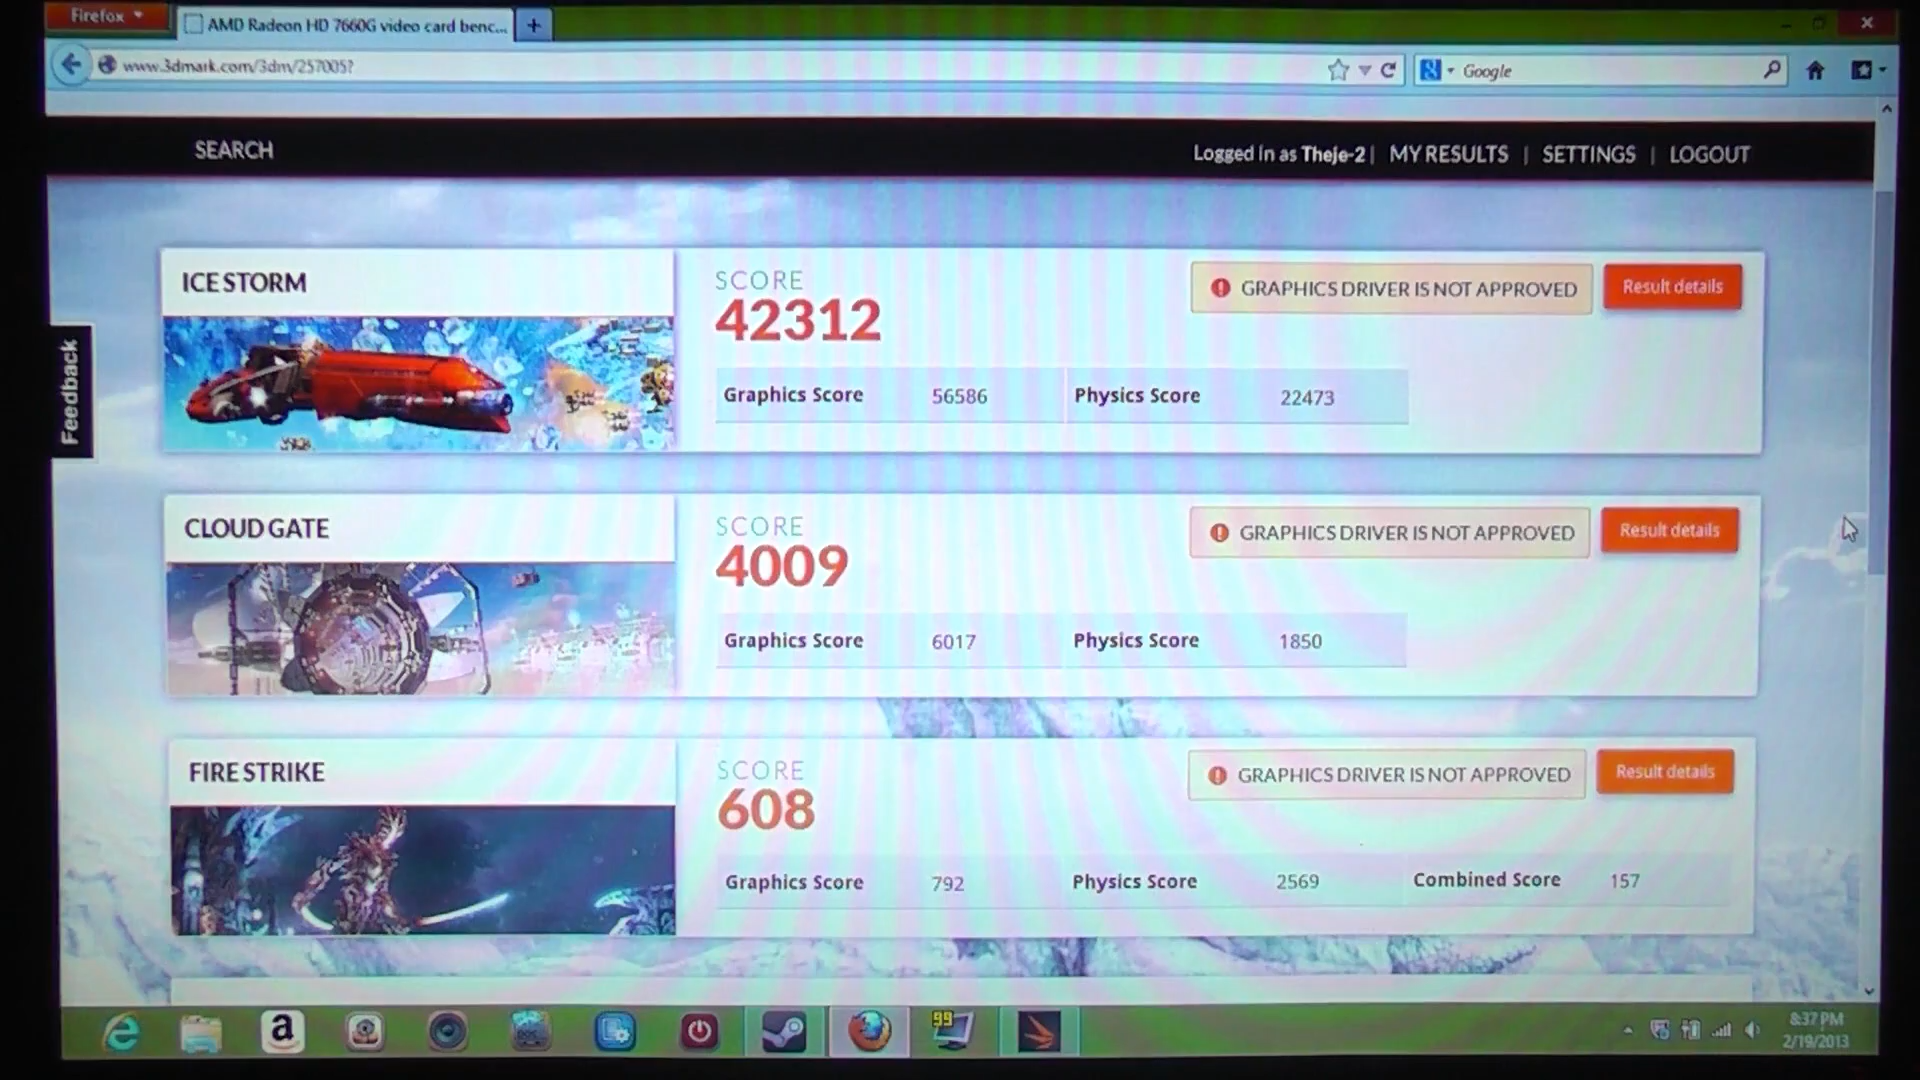 Firefox
AMD Radeon HD 7660G video card benc...
+
www.3dmark.com/3dm/257005?
Google
SEARCH
Logged in as Theje-2 | MY RESULTS | SETTINGS | LOGOUT
Feedback
ICE STORM
SCORE
42312
GRAPHICS DRIVER IS NOT APPROVED
Result details
Graphics Score 56586 Physics Score 22473
CLOUD GATE
SCORE
4009
GRAPHICS DRIVER IS NOT APPROVED
Result details
Graphics Score 6017 Physics Score 1850
FIRE STRIKE
SCORE
608
GRAPHICS DRIVER IS NOT APPROVED
Result details
Graphics Score 792 Physics Score 2569 Combined Score 157
a
99
8:37 PM
2/19/2013